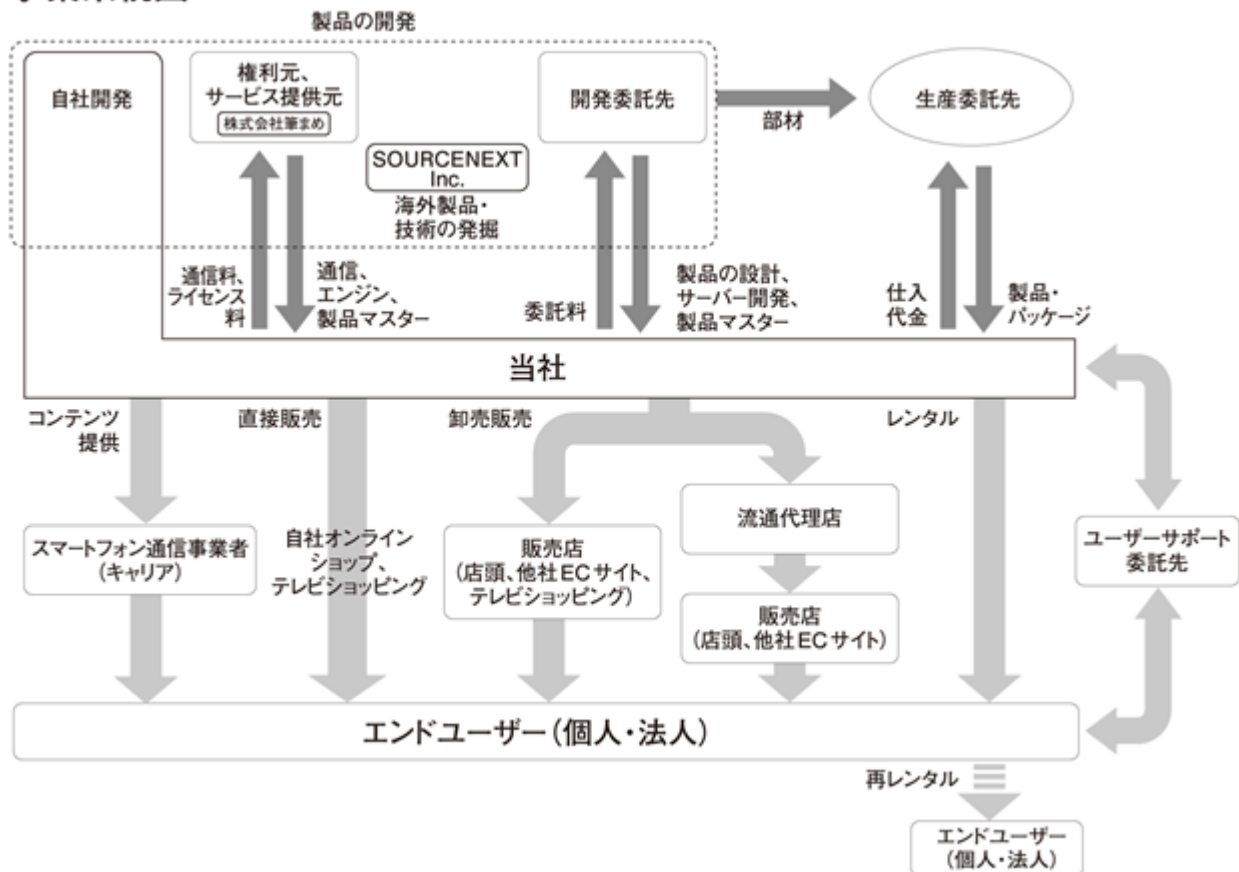 製品の開発
自社開発
権利元、
サービス提供元
株式会社筆まめ
SOURCENEXT
Inc.
海外製品・
技術の発掘
開発委託先
部材
生産委託先
通信料、
ライセンス
料
通信、
エンジン、
製品マスター
委託料
製品の設計、
サーバー開発、
製品マスター
仕入
代金
製品・
パッケージ
当社
コンテンツ
提供
直接販売
卸売販売
レンタル
スマートフォン通信事業者
(キャリア)
自社オンライン
ショップ、
テレビショッピング
販売店
(店頭、他社ECサイト、
テレビショッピング)
流通代理店
販売店
(店頭、他社ECサイト)
ユーザーサポート
委託先
エンドユーザー(個人・法人)
再レンタル
エンドユーザー
(個人・法人)